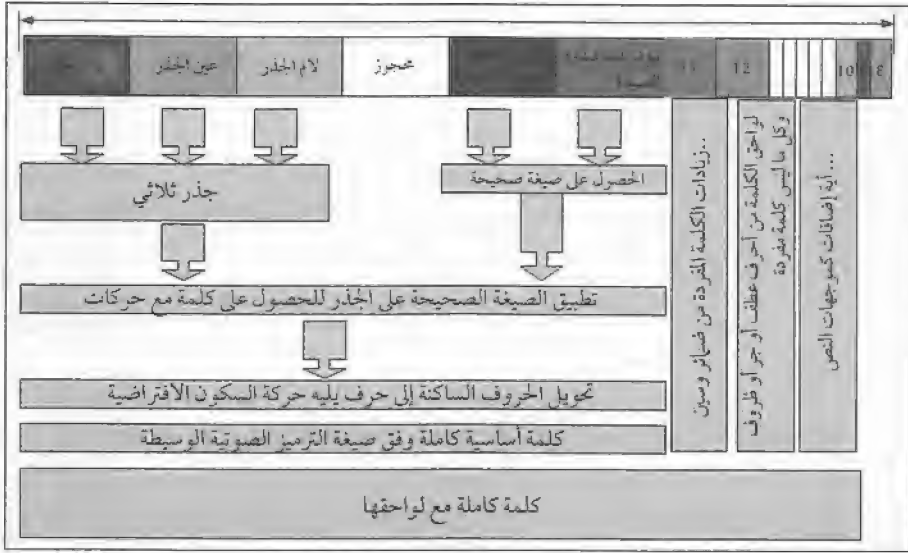 عين الجذر
لام الجذر
محجوز
12
10
8
جذر ثلاثي
الحصول على صيغة صحيحة
تطبيق الصيغة الصحيحة على الجذر للحصول على كلمة مع حركات
تحويل الحروف الساكنة إلى حرف يليه حركة السكون الافتراضية
كلمة أساسية كاملة وفق صيغة الترميز الصوتية الوسيطة
كلمة كاملة مع لواحقها
..زيادات الكلمة المفردة من ضمائر وسين
لواحق الكلمة من أحرف عطف أو جر أو ظروف
وكل ما ليس كلمة مفردة
... أية إضافات كموجهات النص